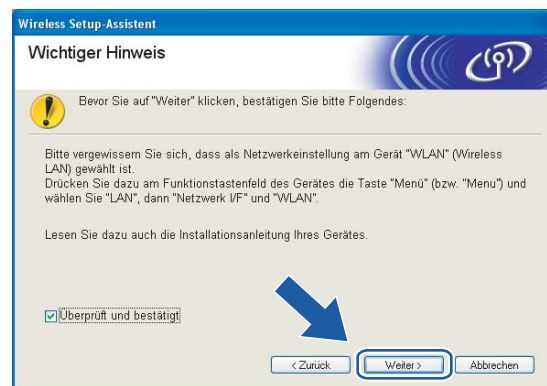 Wireless Setup-Assistent
Wichtiger Hinweis
Bevor Sie auf "Weiter" klicken, bestätigen Sie bitte Folgendes:
Bitte vergewissern Sie sich, dass als Netzwerkeinstellung am Gerät "WLAN" (Wireless
LAN) gewählt ist.
Drücken Sie dazu am Funktionstastenfeld des Gerätes die Taste "Menü" (bzw. "Menu") und
wählen Sie "LAN", dann "Netzwerk I/F" und "WLAN".
Lesen Sie dazu auch die Installationsanleitung Ihres Gerätes.
Überprüft und bestätigt
< Zurück Weiter > Abbrechen